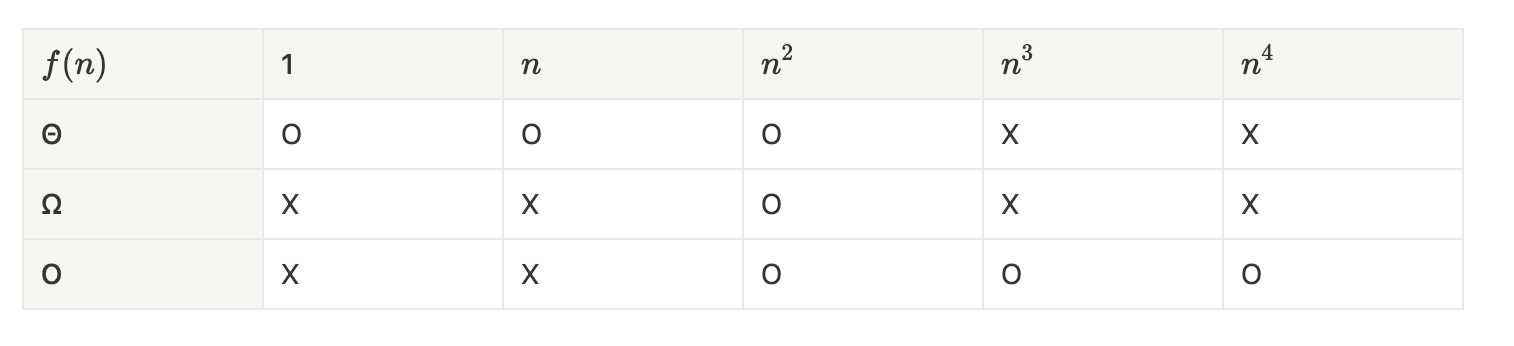 f(n) 1 n n² n³ n⁴
Θ O O O X X
Ω X X O X X
O X X O O O